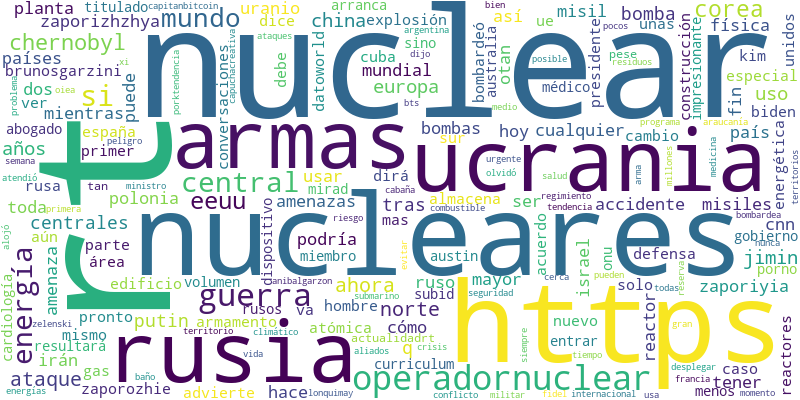 planta titulado capitanbitcoin arranca bien
zaporizhzhya uranio dice china explosión así ue misil bomba corea
mundo nuclear unas unidos
chernobyl sino cuba mundial datoworld europa bombardeó australia otan presidente pese física kim
países brunosgarzini puede conversaciones debe argentina dijo pocos posible residuos construcción impresionante especial
dos ver si xi porktendencia ataques capuchacreativa médico bts medio fin uso biden
problema oiea mientras
abogado españa peligro armas bombas hoy cualquier programa araucanía
años primer ucrania sur cambio país energética
semana atendió rusa tan ministro central usar mirad urgente olvidó salud arma millones medicina territorios
toda primera polonia eeuu amenazas dirá cabaña almacena ser regimiento tendencia accidente misiles
centrales rt nucleares tras mas combustible bombardea cnn
aún parte área dispositivo podría acuerdo israel onu defensa gobierno nunca
alojó amenaza edificio volumen miembro riesgo austin cerca pueden solo todas jimin porno
energía guerra anibalgarzon ahora evitar ruso mayor reserva zaporiyia
cardiología putin rusos va hombre submarino subid seguridad https
mismo pronto armamento territorio atómica norte nuevo gran reactor
zelenski resultará rusia climático actualidadrt cómo siempre entrar desplegar reactores
irán gas vida aliados crisis q curriculum tiempo francia caso
ataque zaporozhie baño operadornuclear tener
energías advierte hace lonquimay conflicto militar fidel internacional usa menos momento